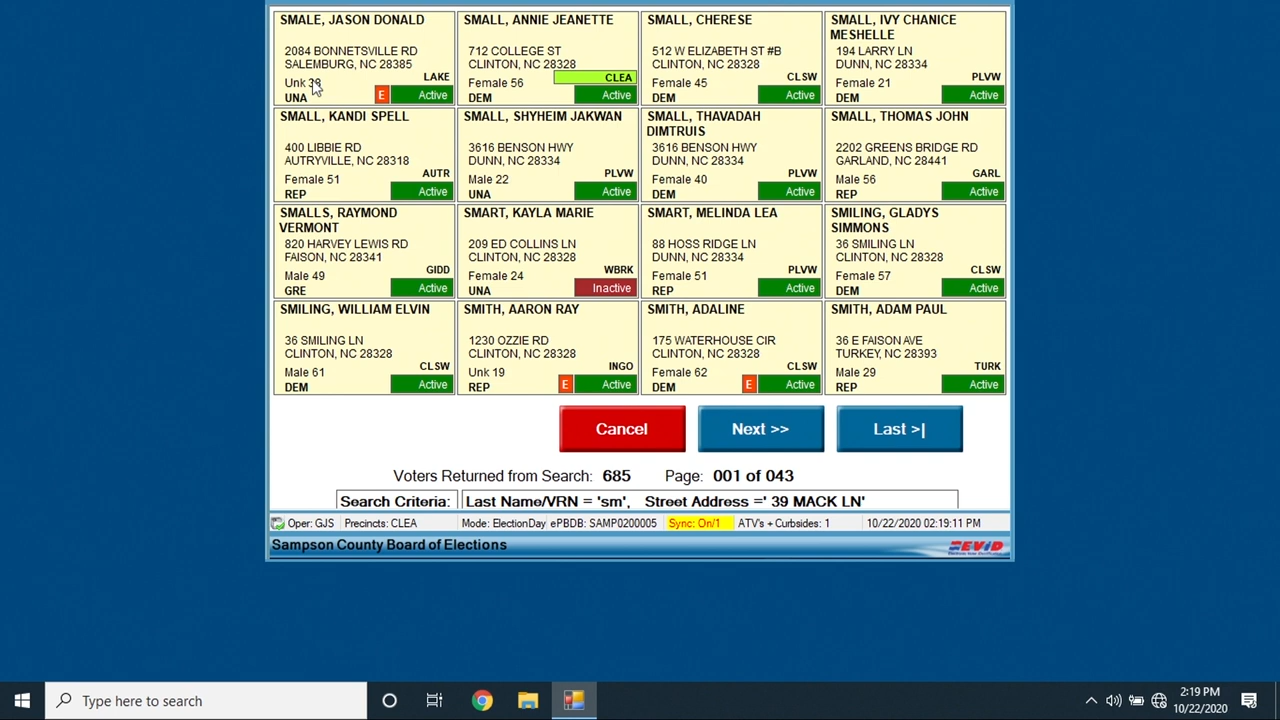 SMALE, JASON DONALD
2084 BONNETSVILLE RD
SALEMBURG, NC 28385
Unk
LAKE
UNA
E
Active
SMALL, ANNIE JEANETTE
712 COLLEGE ST
CLINTON, NC 28328
Female 56
CLEA
DEM
Active
SMALL, CHERESE
512 W ELIZABETH ST #B
CLINTON, NC 28328
Female 45
CLSW
DEM
Active
SMALL, IVY CHANICE
MESHELLE
194 LARRY LN
DUNN, NC 28334
Female 21
PLVW
DEM
Active
SMALL, KANDI SPELL
400 LIBBIE RD
AUTRYVILLE, NC 28318
Female 51
AUTR
REP
Active
SMALL, SHYHEIM JAKWAN
3616 BENSON HWY
DUNN, NC 28334
Male 22
PLVW
UNA
Active
SMALL, THAVADAH
DIMTRUIS
3616 BENSON HWY
DUNN, NC 28334
Female 40
PLVW
DEM
Active
SMALL, THOMAS JOHN
2202 GREENS BRIDGE RD
GARLAND, NC 28441
Male 56
GARL
REP
Active
SMALLS, RAYMOND
VERMONT
820 HARVEY LEWIS RD
FAISON, NC 28341
Male 49
GIDD
GRE
Active
SMART, KAYLA MARIE
209 ED COLLINS LN
CLINTON, NC 28328
Female 24
WBRK
UNA
Inactive
SMART, MELINDA LEA
88 HOSS RIDGE LN
DUNN, NC 28334
Female 51
PLVW
REP
Active
SMILING, GLADYS
SIMMONS
36 SMILING LN
CLINTON, NC 28328
Female 57
CLSW
DEM
Active
SMILING, WILLIAM ELVIN
36 SMILING LN
CLINTON, NC 28328
Male 61
CLSW
DEM
Active
SMITH, AARON RAY
1230 OZZIE RD
CLINTON, NC 28328
Unk 19
INGO
REP
E
Active
SMITH, ADALINE
175 WATERHOUSE CIR
CLINTON, NC 28328
Female 62
CLSW
DEM
E
Active
SMITH, ADAM PAUL
36 E FAISON AVE
TURKEY, NC 28393
Male 29
TURK
REP
Active
Cancel
Next >>
Last >|
Voters Returned from Search: 685 Page: 001 of 043
Search Criteria: Last Name/VRN = 'sm', Street Address =' 39 MACK LN'
Oper: GJS Precincts: CLEA Mode: ElectionDay ePBDB: SAMP0200005 Sync: On/1 ATV's + Curbsides: 1 10/22/2020 02:19:11 PM
Sampson County Board of Elections
EViD
Type here to search
2:19 PM
10/22/2020